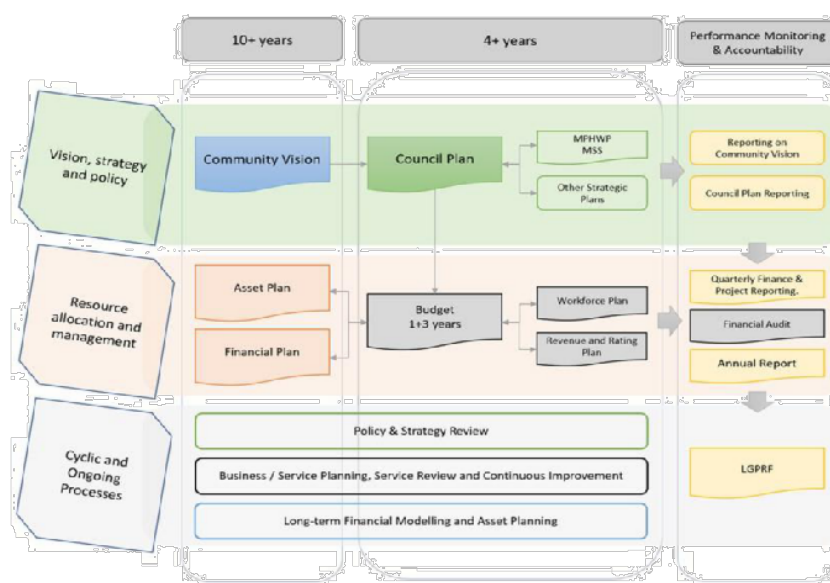 10+ years
4+ years
Performance Monitoring
& Accountability
Vision, strategy
and policy
Community Vision
Council Plan
MPHWP
MSS
Other Strategic
Plans
Reporting on
Community Vision
Council Plan Reporting
Resource
allocation and
management
Asset Plan
Financial Plan
Budget
1+3 years
Workforce Plan
Revenue and Rating
Plan
Quarterly Finance &
Project Reporting.
Financial Audit
Annual Report
Cyclic and
Ongoing
Processes
Policy & Strategy Review
Business / Service Planning, Service Review and Continuous Improvement
Long-term Financial Modelling and Asset Planning
LGPRF